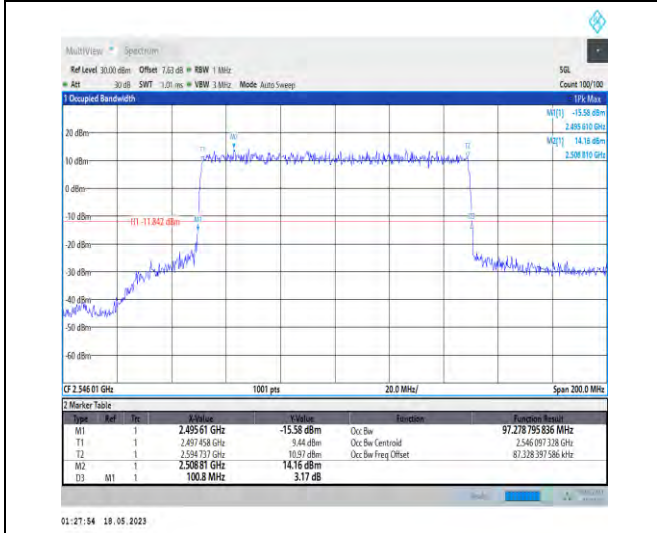 MultiView Spectrum
Ref Level 30.00 dBm Offset 7.63 dB RBW 1 MHz SGL
Att 30 dB SWT 1.01 ms VBW 3 MHz Mode Auto Sweep Count 100/100
1 Occupied Bandwidth 1Pk Max
M1[1] -15.58 dBm
2.495 610 GHz
M2[1] 14.16 dBm
2.508 810 GHz
20 dBm
M2
T1
T2
10 dBm
0 dBm
-10 dBm
H1 -11.842 dBm
M1
D3
-20 dBm
-30 dBm
-40 dBm
-50 dBm
-60 dBm
CF 2.546 01 GHz 1001 pts 20.0 MHz/ Span 200.0 MHz
2 Marker Table
Type Ref Trc X-Value Y-Value Function Function Result
M1 1 2.495 61 GHz -15.58 dBm Occ Bw 97.278 795 836 MHz
T1 1 2.497 458 GHz 9.44 dBm Occ Bw Centroid 2.546 097 328 GHz
T2 1 2.594 737 GHz 10.97 dBm Occ Bw Freq Offset 87.328 397 586 kHz
M2 1 2.508 81 GHz 14.16 dBm
D3 M1 1 100.8 MHz 3.17 dB
01:27:54 18.05.2023